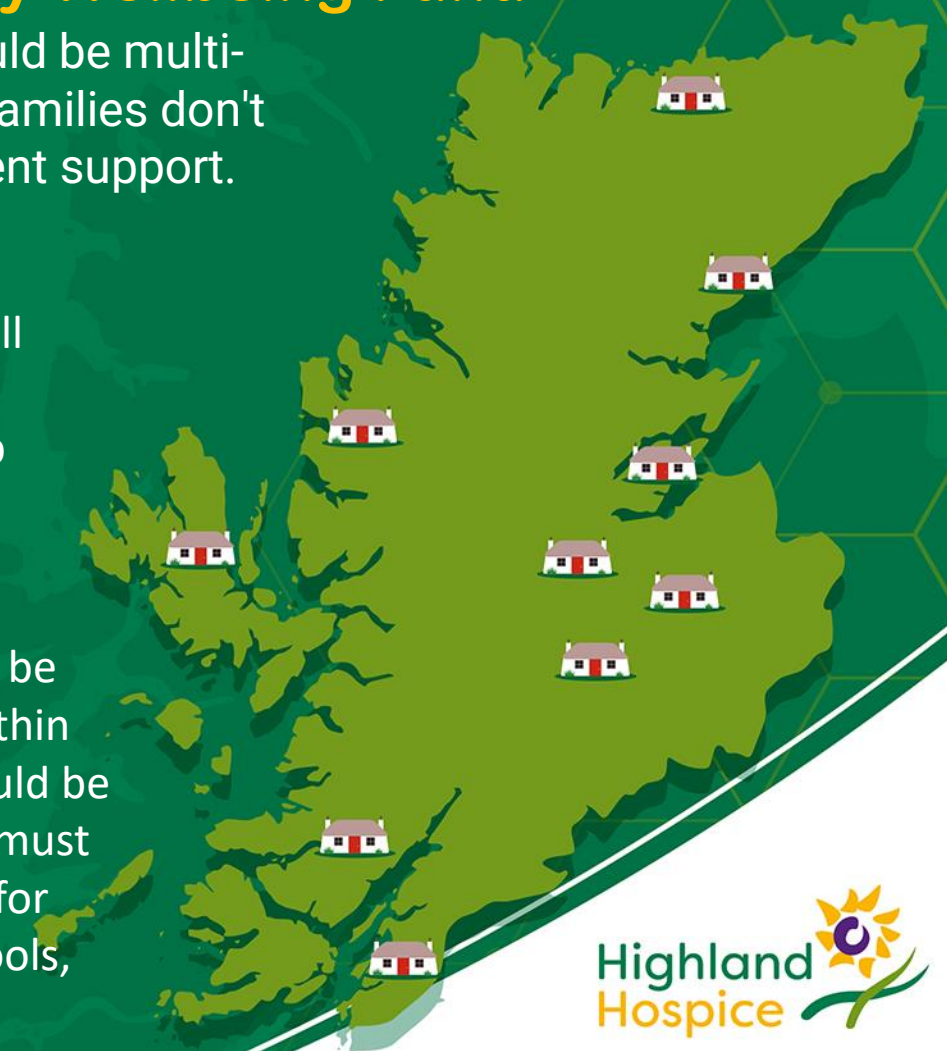 uld be multi-
amilies don't
ent support.
ll
be
thin
uld be
must
for
ools,
Highland
Hospice